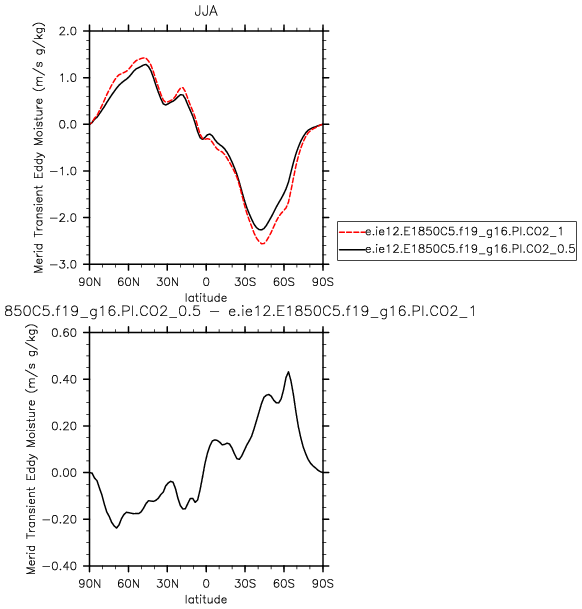 JJA
Merid Transient Eddy Moisture (m/s g/kg)
2.0
1.0
0.0
−1.0
−2.0
−3.0
90N 60N 30N 0 30S 60S 90S
latitude
e.ie12.E1850C5.f19_g16.PI.CO2_1
e.ie12.E1850C5.f19_g16.PI.CO2_0.5
850C5.f19_g16.PI.CO2_0.5 − e.ie12.E1850C5.f19_g16.PI.CO2_1
Merid Transient Eddy Moisture (m/s g/kg)
0.60
0.40
0.20
0.00
−0.20
−0.40
90N 60N 30N 0 30S 60S 90S
latitude